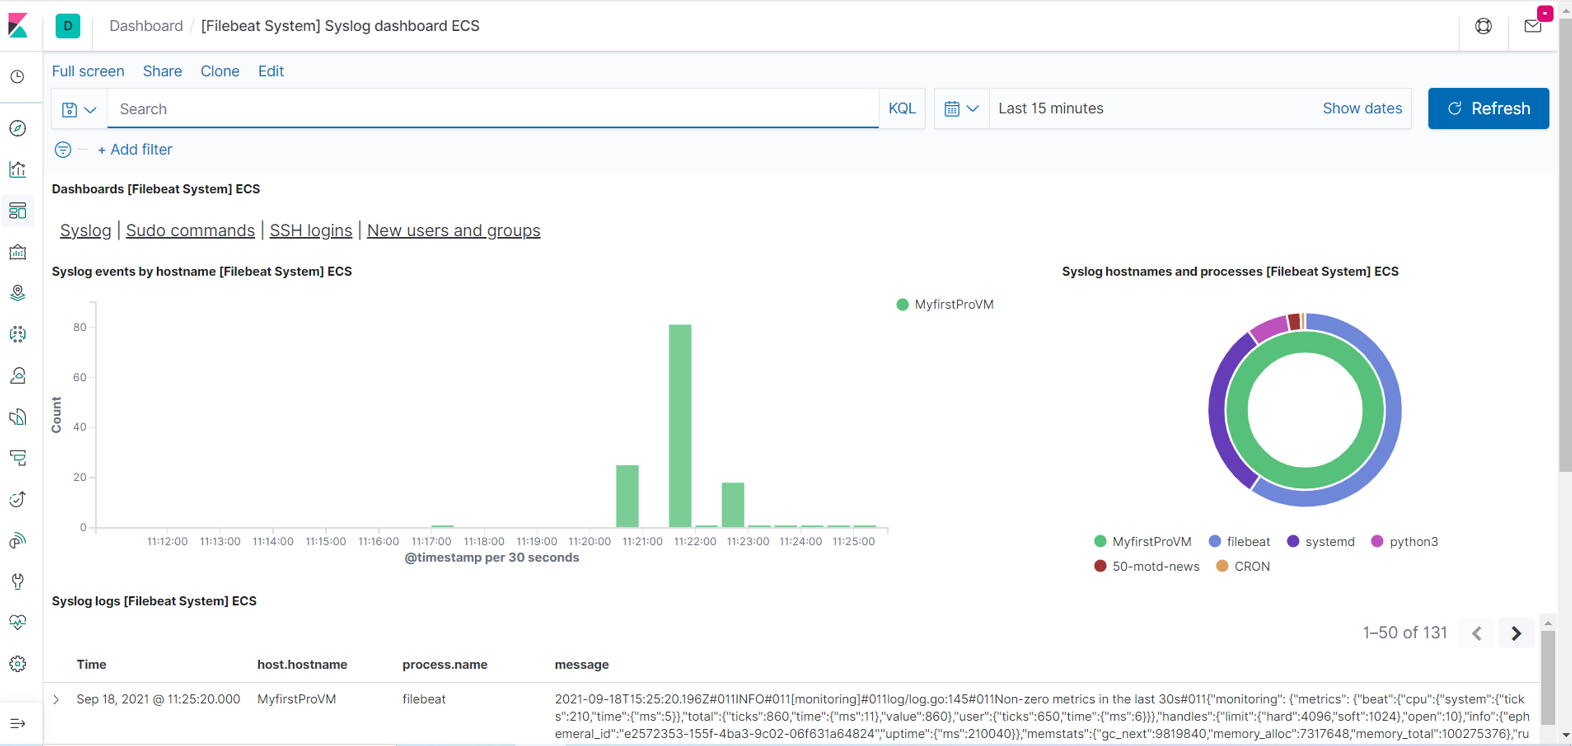 D Dashboard / [Filebeat System] Syslog dashboard ECS
Full screen Share Clone Edit
Search KQL Last 15 minutes Show dates Refresh
+ Add filter
Dashboards [Filebeat System] ECS
Syslog | Sudo commands | SSH logins | New users and groups
Syslog events by hostname [Filebeat System] ECS
MyfirstProVM
80
60
40
20
0
Count
11:12:00 11:13:00 11:14:00 11:15:00 11:16:00 11:17:00 11:18:00 11:19:00 11:20:00 11:21:00 11:22:00 11:23:00 11:24:00 11:25:00
@timestamp per 30 seconds
Syslog hostnames and processes [Filebeat System] ECS
MyfirstProVM filebeat systemd python3
50-motd-news CRON
Syslog logs [Filebeat System] ECS
1–50 of 131
Time host.hostname process.name message
Sep 18, 2021 @ 11:25:20.000 MyfirstProVM filebeat 2021-09-18T15:25:20.196Z#011INFO#011[monitoring]#011log/log.go:145#011Non-zero metrics in the last 30s#011{"monitoring": {"metrics": {"beat":{"cpu":{"system":{"tick
s":210,"time":{"ms":5}},"total":{"ticks":860,"time":{"ms":11},"value":860},"user":{"ticks":650,"time":{"ms":6}}},"handles":{"limit":{"hard":4096,"soft":1024},"open":10},"info":{"eph
emeral_id":"e2572353-155f-4ba3-9c02-06f631a64824","uptime":{"ms":210040}},"memstats":{"gc_next":9819840,"memory_alloc":7317648,"memory_total":100275376},"ru